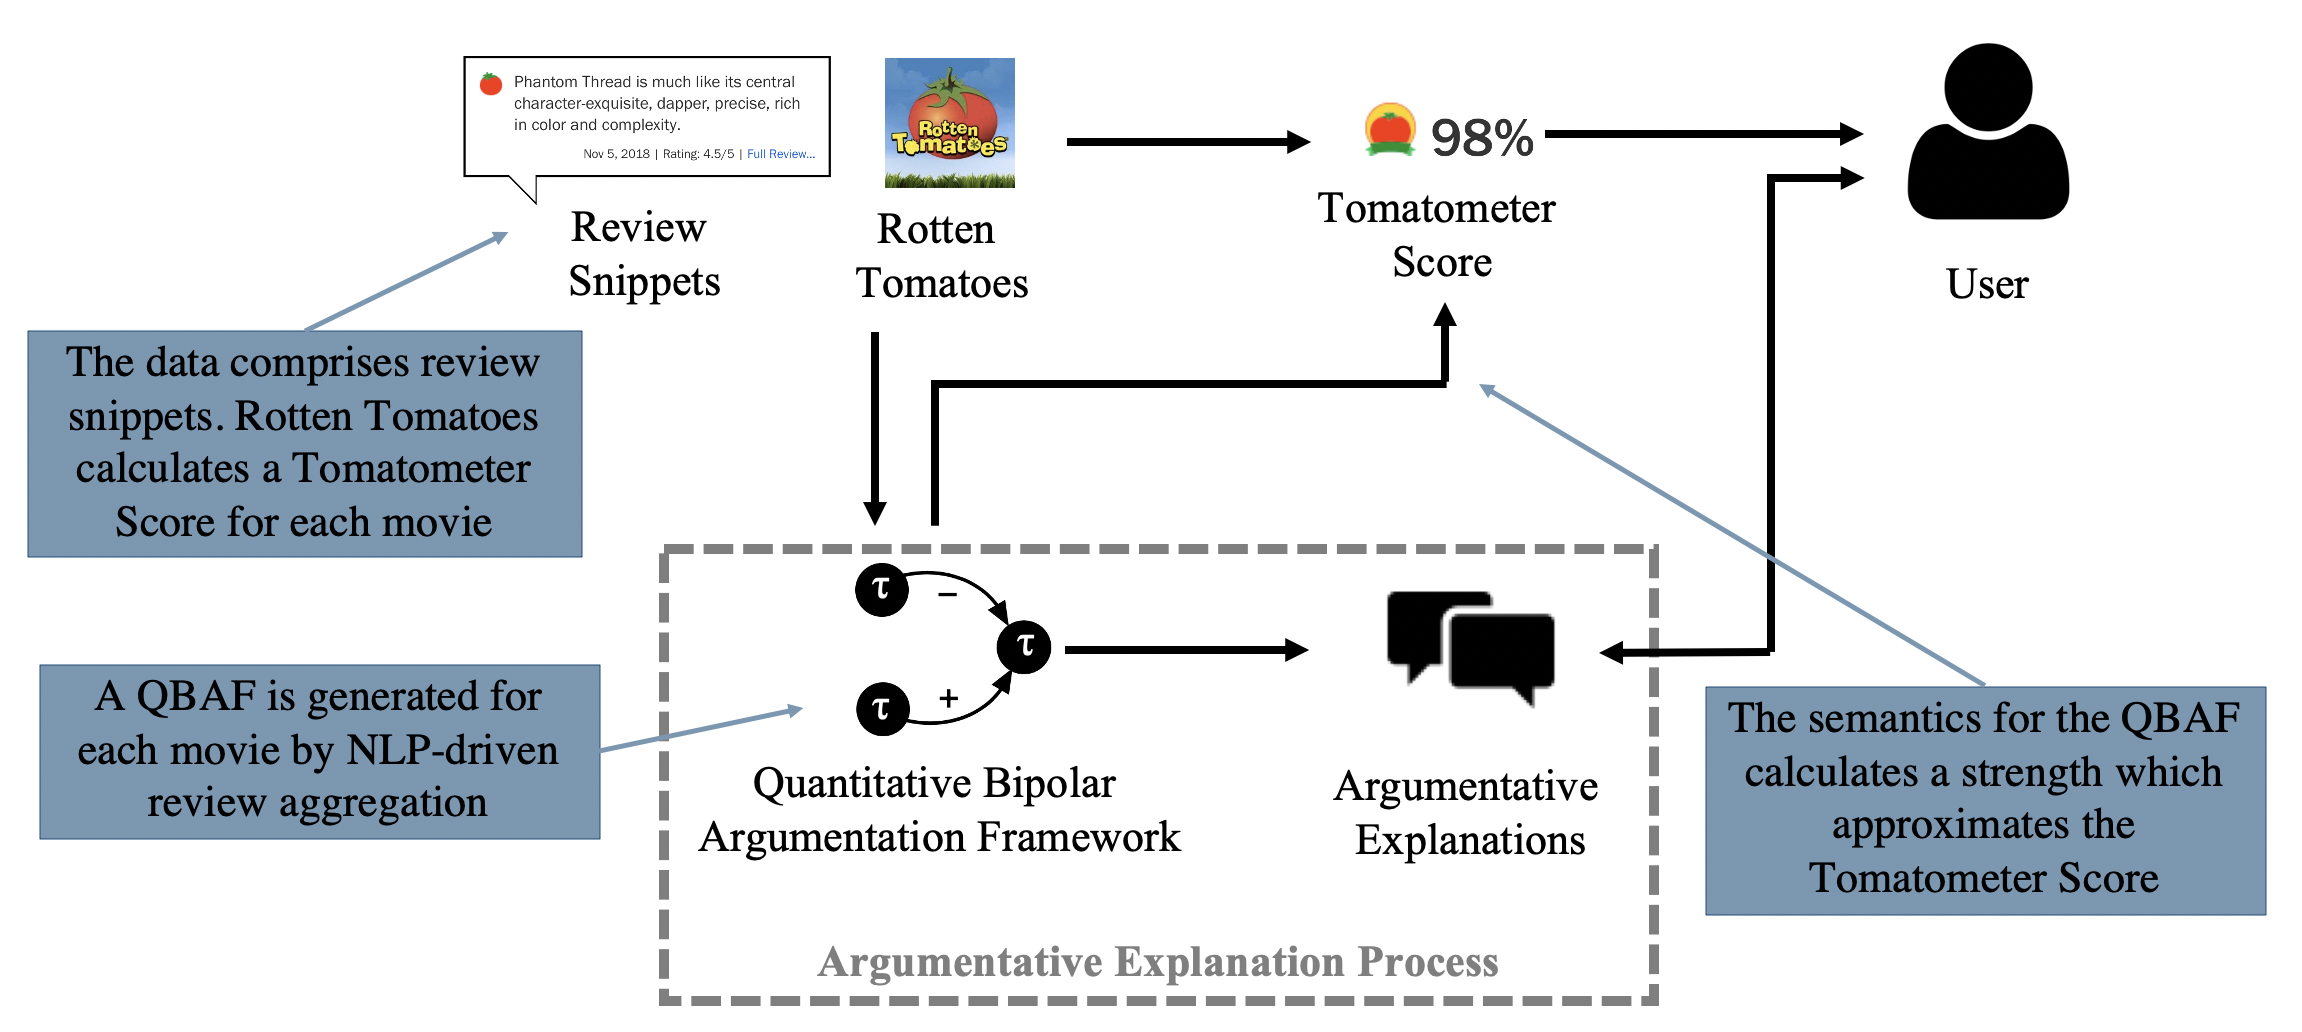 Phantom Thread is much like its central
character-exquisite, dapper, precise, rich
in color and complexity.
Nov 5, 2018 | Rating: 4.5/5 | Full Review...
Review
Snippets
Rotten
Tomatoes
Rotten
Tomatoes
98%
Tomatometer
Score
User
The data comprises review
snippets. Rotten Tomatoes
calculates a Tomatometer
Score for each movie
A QBAF is generated for
each movie by NLP-driven
review aggregation
τ
−
τ
τ
+
Quantitative Bipolar
Argumentation Framework
Argumentative
Explanations
The semantics for the QBAF
calculates a strength which
approximates the
Tomatometer Score
Argumentative Explanation Process